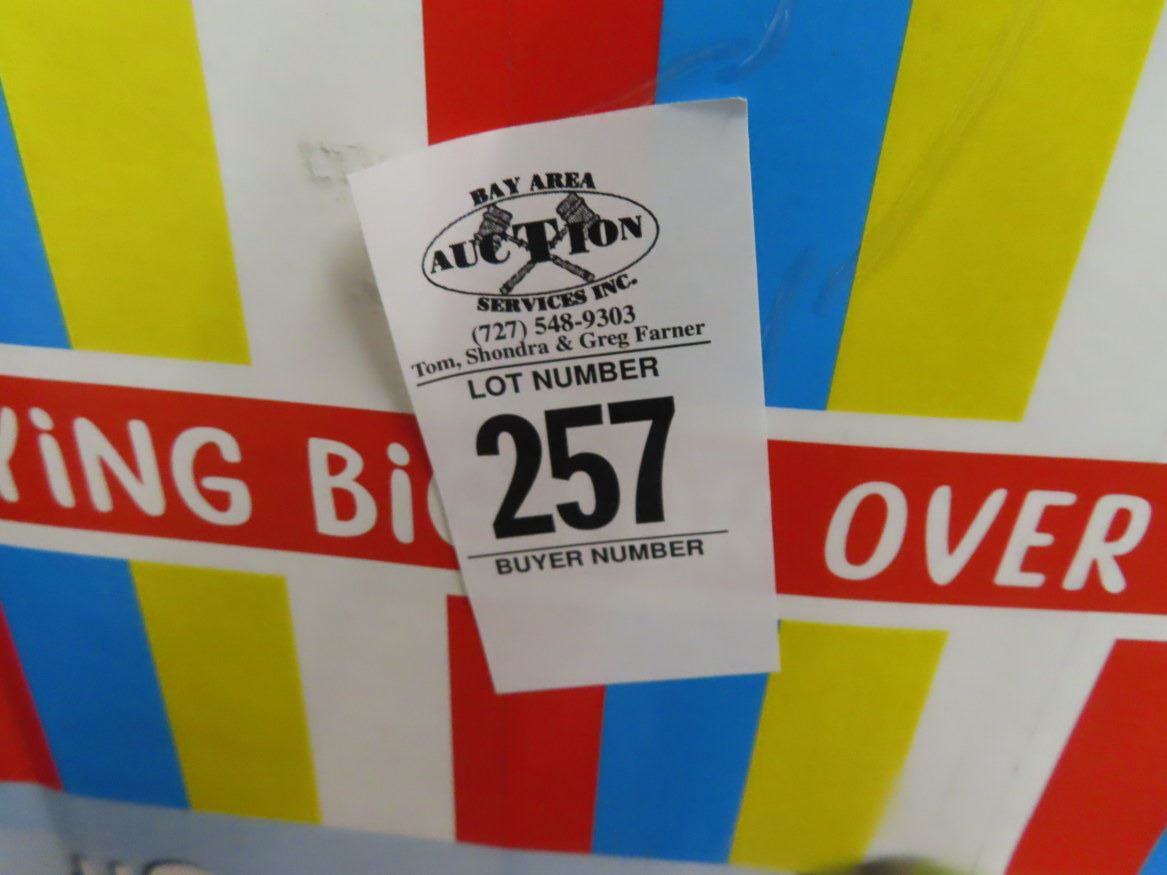 BAY AREA
AUCTION
SERVICES INC.
(727) 548-9303
Tom, Shondra & Greg Farner
LOT NUMBER
257
BUYER NUMBER
YiNG Bi
OVER